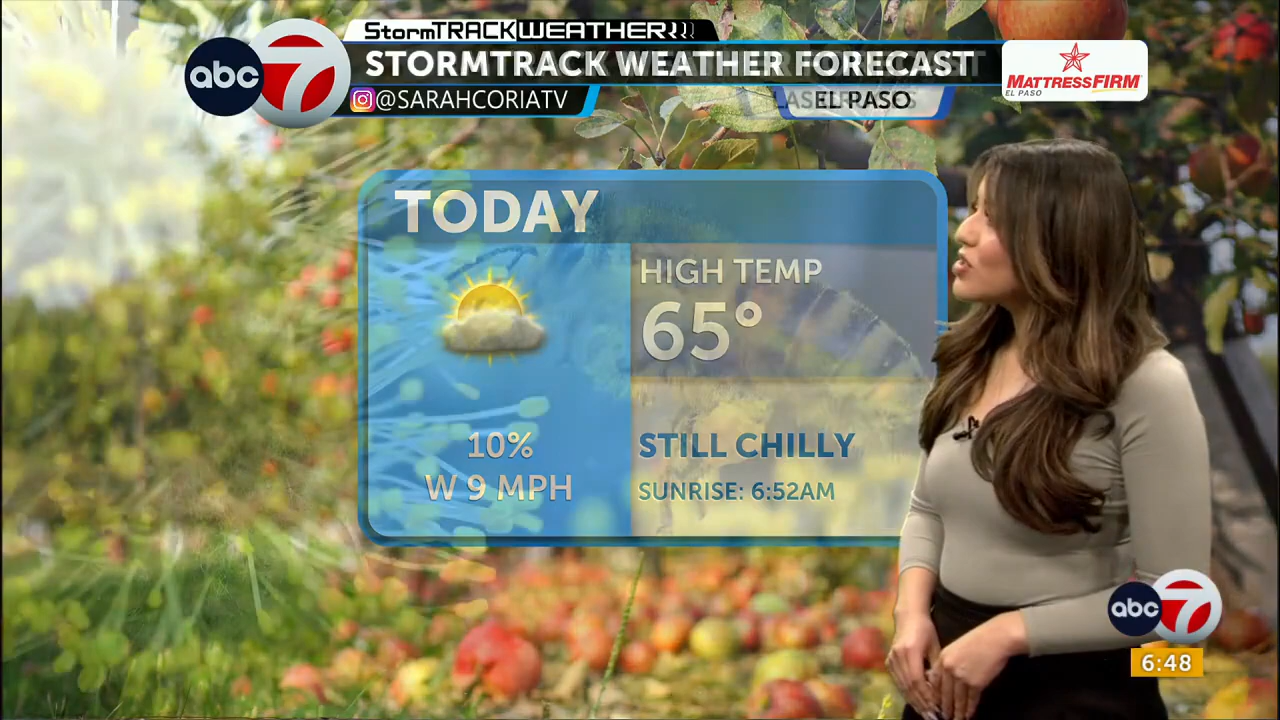 StormTRACK WEATHER
abc 7
STORMTRACK WEATHER FORECAST
@SARAHCORIATV
EL PASO
MATTRESSFIRM
EL PASO
TODAY
HIGH TEMP
65°
10%
W 9 MPH
STILL CHILLY
SUNRISE: 6:52AM
abc 7
6:48